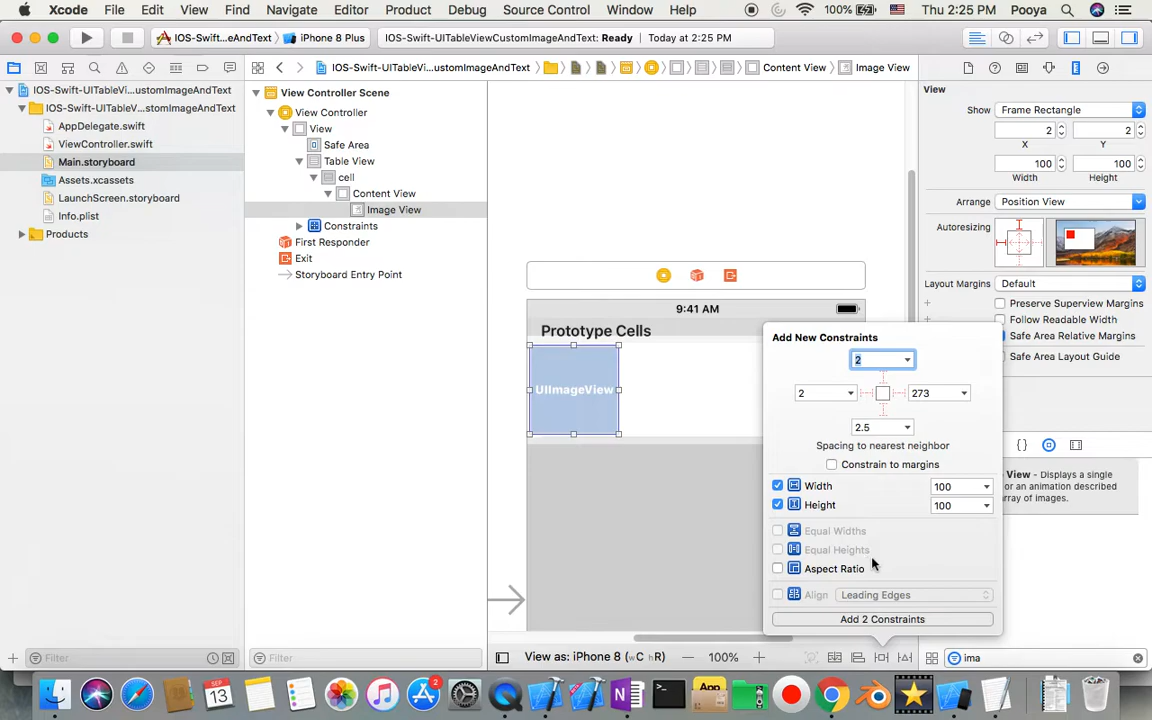 Xcode File Edit View Find Navigate Editor Product Debug Source Control Window Help 100% Thu 2:25 PM Pooya
IOS-Swift...eAndText iPhone 8 Plus IOS-Swift-UITableViewCustomImageAndText: Ready Today at 2:25 PM
IOS-Swift-UITableVi...ustomImageAndText Content View Image View
IOS-Swift-UITableVi...ustomImageAndText
IOS-Swift-UITableVi...stomImageAndText
AppDelegate.swift
ViewController.swift
Main.storyboard
Assets.xcassets
LaunchScreen.storyboard
Info.plist
Products
Filter
View Controller Scene
View Controller
View
Safe Area
Table View
cell
Content View
Image View
Constraints
First Responder
Exit
Storyboard Entry Point
Filter
9:41 AM
Prototype Cells
UIImageView
View as: iPhone 8 (wC hR) 100%
Add New Constraints
2
2 273
2.5
Spacing to nearest neighbor
Constrain to margins
Width 100
Height 100
Equal Widths
Equal Heights
Aspect Ratio
Align Leading Edges
Add 2 Constraints
View
Show Frame Rectangle
2 2
X Y
100 100
Width Height
Arrange Position View
Autoresizing
Layout Margins Default
Preserve Superview Margins
Follow Readable Width
Safe Area Relative Margins
Safe Area Layout Guide
View - Displays a single
or an animation described
array of images.
ima
SEP
13
2
App